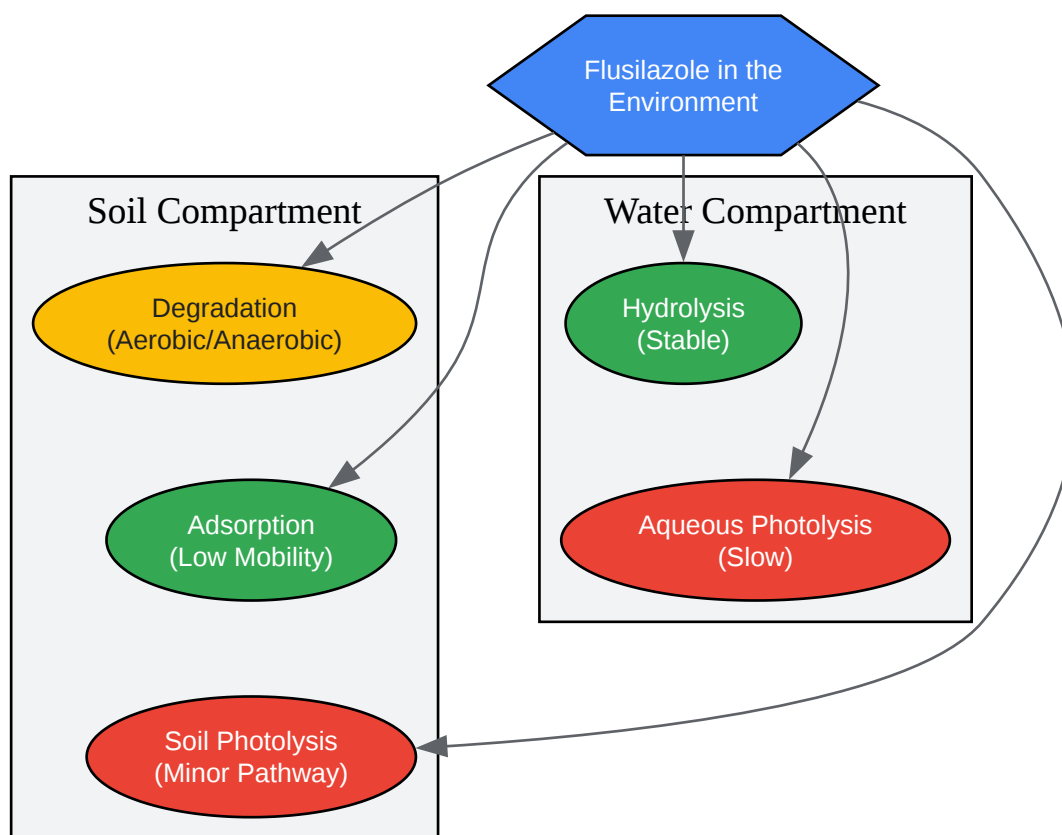 Flusilazole in the
Environment
Soil Compartment
Degradation
(Aerobic/Anaerobic)
Adsorption
(Low Mobility)
Soil Photolysis
(Minor Pathway)
Water Compartment
Hydrolysis
(Stable)
Aqueous Photolysis
(Slow)